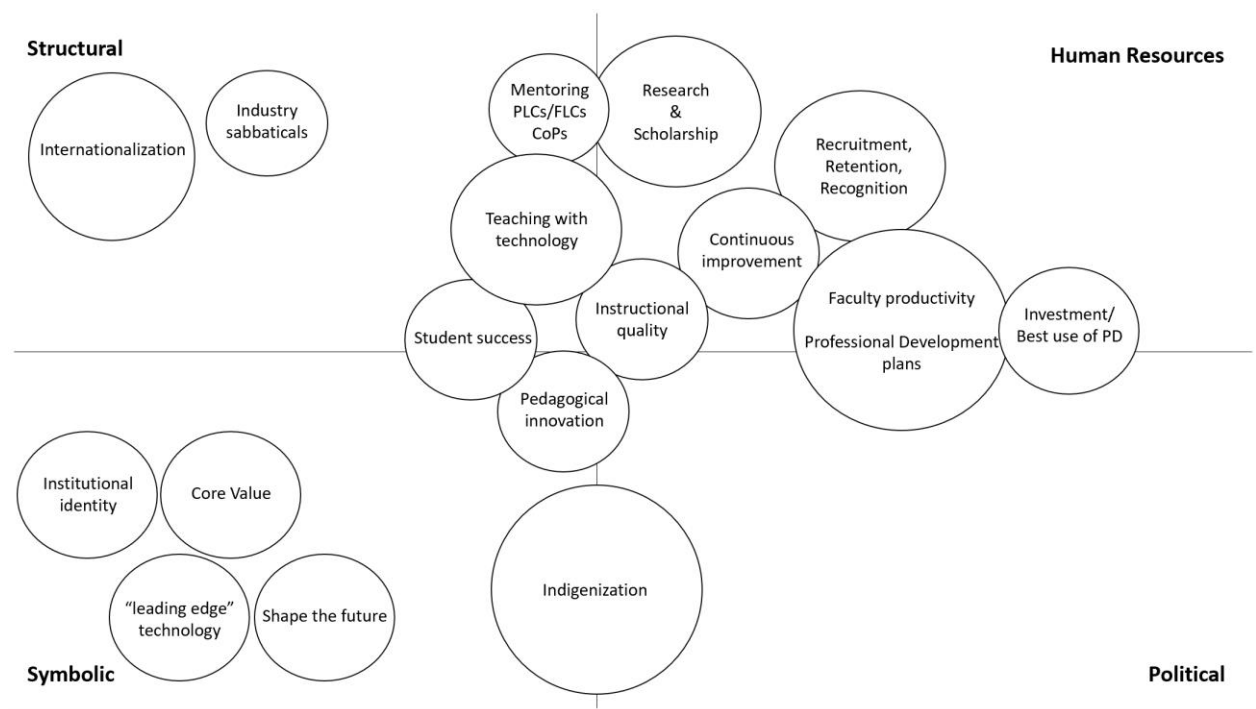 Structural
Human Resources
Internationalization
Industry
sabbaticals
Mentoring
PLCs/FLCs
CoPs
Research
&
Scholarship
Recruitment,
Retention,
Recognition
Teaching with
technology
Continuous
improvement
Student success
Instructional
quality
Faculty productivity
Professional Development
plans
Investment/
Best use of PD
Pedagogical
innovation
Institutional
identity
Core Value
“leading edge”
technology
Shape the future
Indigenization
Symbolic
Political